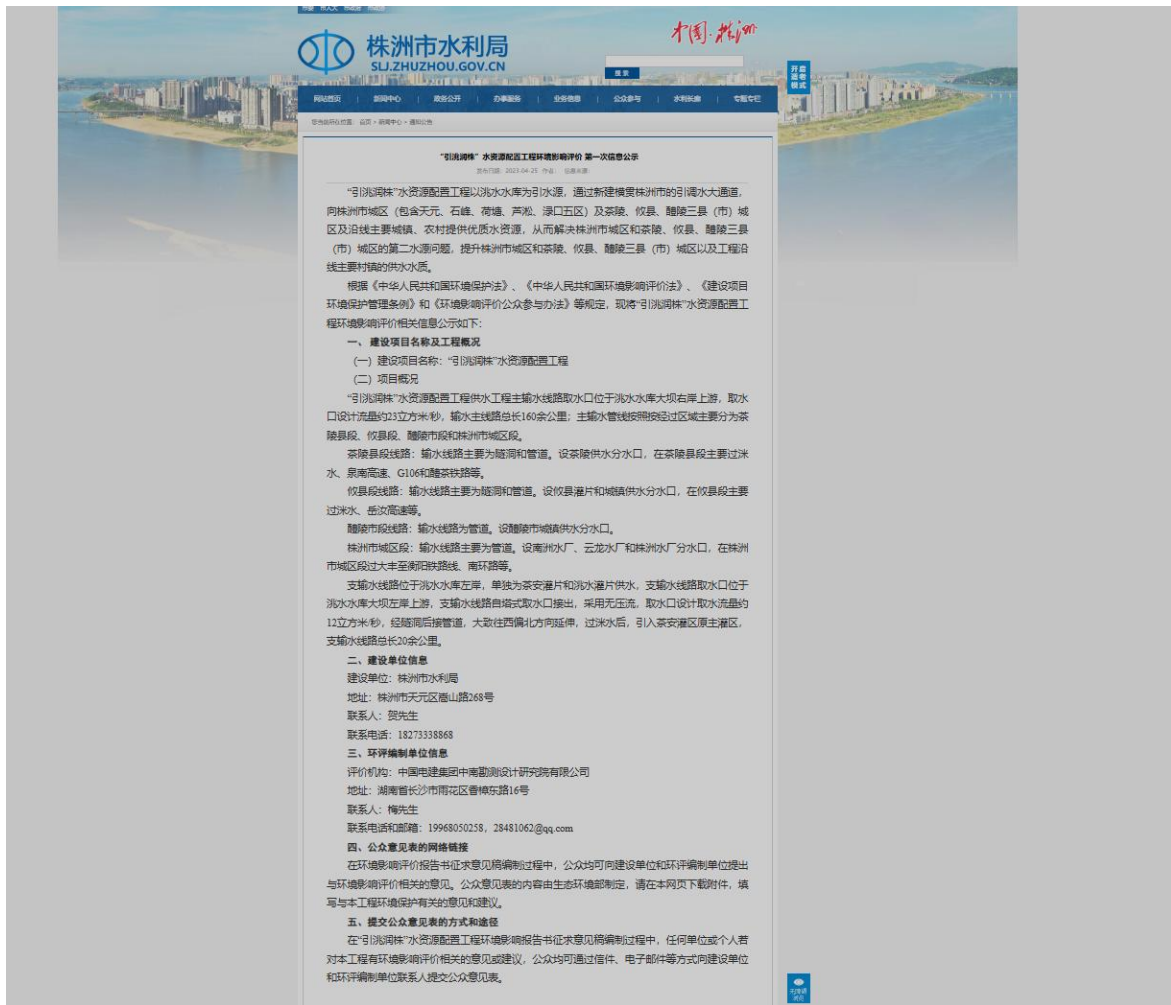 市委 市人大 市政府 市政协
中国·株洲
株洲市水利局
SLJ.ZHUZHOU.GOV.CN
搜索
开启
适老
模式
网站首页 新闻中心 政务公开 办事服务 业务信息 公众参与 水利长廊 专题专栏
您当前所在位置：首页 > 新闻中心 > 通知公告
“引洮润株”水资源配置工程环境影响评价 第一次信息公示
发布日期：2023-04-25 作者： 信息来源：
“引洮润株”水资源配置工程以洮水水库为引水源，通过新建横贯株洲市的引调水大通道，
向株洲市城区（包含天元、石峰、荷塘、芦淞、渌口五区）及茶陵、攸县、醴陵三县（市）城
区及沿线主要城镇、农村提供优质水资源，从而解决株洲市城区和茶陵、攸县、醴陵三县
（市）城区的第二水源问题，提升株洲市城区和茶陵、攸县、醴陵三县（市）城区以及工程沿
线主要村镇的供水水质。
根据《中华人民共和国环境保护法》、《中华人民共和国环境影响评价法》、《建设项目
环境保护管理条例》和《环境影响评价公众参与办法》等规定，现将“引洮润株”水资源配置工
程环境影响评价相关信息公示如下：
一、 建设项目名称及工程概况
（一）建设项目名称：“引洮润株”水资源配置工程
（二）项目概况
“引洮润株”水资源配置工程供水工程主输水线路取水口位于洮水水库大坝右岸上游，取水
口设计流量约23立方米/秒，输水主线路总长160余公里；主输水管线按照按经过区域主要分为茶
陵县段、攸县段、醴陵市段和株洲市城区段。
茶陵县段线路：输水线路主要为隧洞和管道。设茶陵供水分水口，在茶陵县段主要过洣
水、泉南高速、G106和醴茶铁路等。
攸县段线路：输水线路主要为隧洞和管道。设攸县灌片和城镇供水分水口，在攸县段主要
过洣水、岳汝高速等。
醴陵市段线路：输水线路为管道。设醴陵市城镇供水分水口。
株洲市城区段：输水线路主要为管道。设南洲水厂、云龙水厂和株洲水厂分水口，在株洲
市城区段过大丰至衡阳铁路线、南环路等。
支输水线路位于洮水水库左岸，单独为茶安灌片和洮水灌片供水，支输水线路取水口位于
洮水水库大坝左岸上游，支输水线路自塔式取水口接出，采用无压流，取水口设计取水流量约
12立方米/秒，经隧洞后接管道，大致往西偏北方向延伸，过洣水后，引入茶安灌区原主灌区，
支输水线路总长20余公里。
二、建设单位信息
建设单位：株洲市水利局
地址：株洲市天元区嵩山路268号
联系人：贺先生
联系电话：18273338868
三、环评编制单位信息
评价机构：中国电建集团中南勘测设计研究院有限公司
地址：湖南省长沙市雨花区香樟东路16号
联系人：梅先生
联系电话和邮箱：19968050258，28481062@qq.com
四、公众意见表的网络链接
在环境影响评价报告书征求意见稿编制过程中，公众均可向建设单位和环评编制单位提出
与环境影响评价相关的意见。公众意见表的内容由生态环境部制定，请在本网页下载附件，填
写与本工程环境保护有关的意见和建议。
五、提交公众意见表的方式和途径
在“引洮润株”水资源配置工程环境影响报告书征求意见稿编制过程中，任何单位或个人若
对本工程有环境影响评价相关的意见或建议，公众均可通过信件、电子邮件等方式向建设单位
和环评编制单位联系人提交公众意见表。